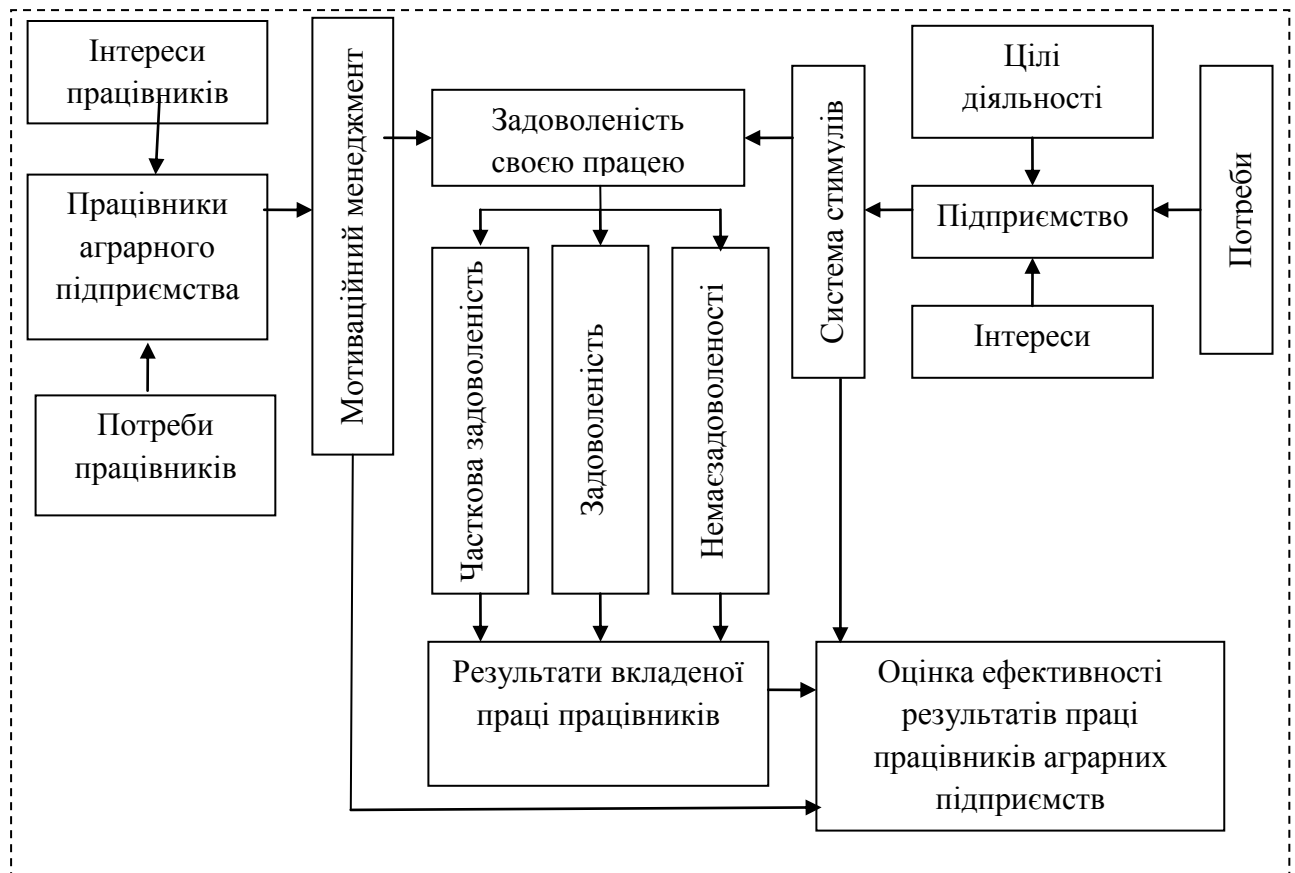 Інтереси
працівників
Працівники
аграрного
підприємства
Потреби
працівників
Мотиваційний менеджмент
Задоволеність
своєю працею
Часткова задоволеність
Задоволеність
Немаєзадоволеності
Результати вкладеної
праці працівників
Система стимулів
Цілі
діяльності
Підприємство
Інтереси
Потреби
Оцінка ефективності
результатів праці
працівників аграрних
підприємств